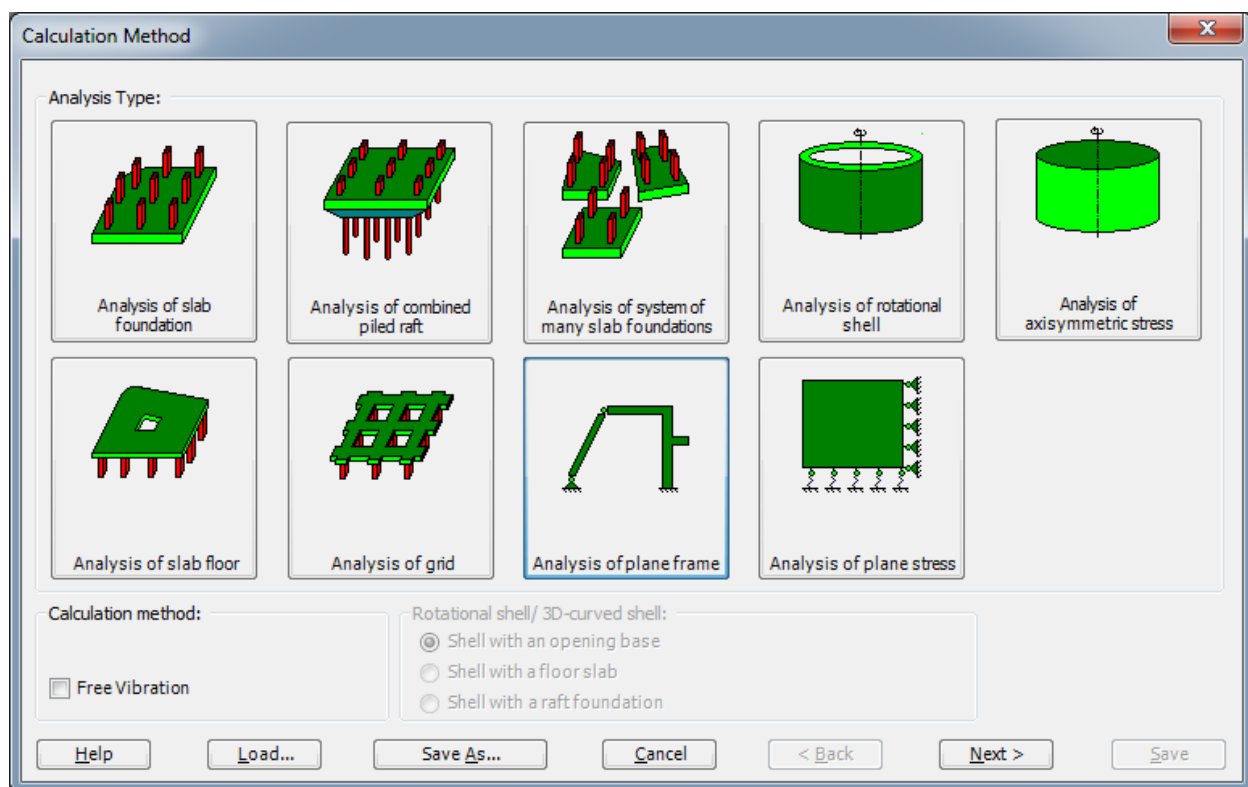 Calculation Method
X
Analysis Type:
Analysis of slab
foundation
Analysis of combined
piled raft
Analysis of system of
many slab foundations
Analysis of rotational
shell
Analysis of
axisymmetric stress
Analysis of slab floor
Analysis of grid
Analysis of plane frame
Analysis of plane stress
Calculation method:
Free Vibration
Rotational shell/ 3D-curved shell:
Shell with an opening base
Shell with a floor slab
Shell with a raft foundation
Help
Load...
Save As...
Cancel
< Back
Next >
Save